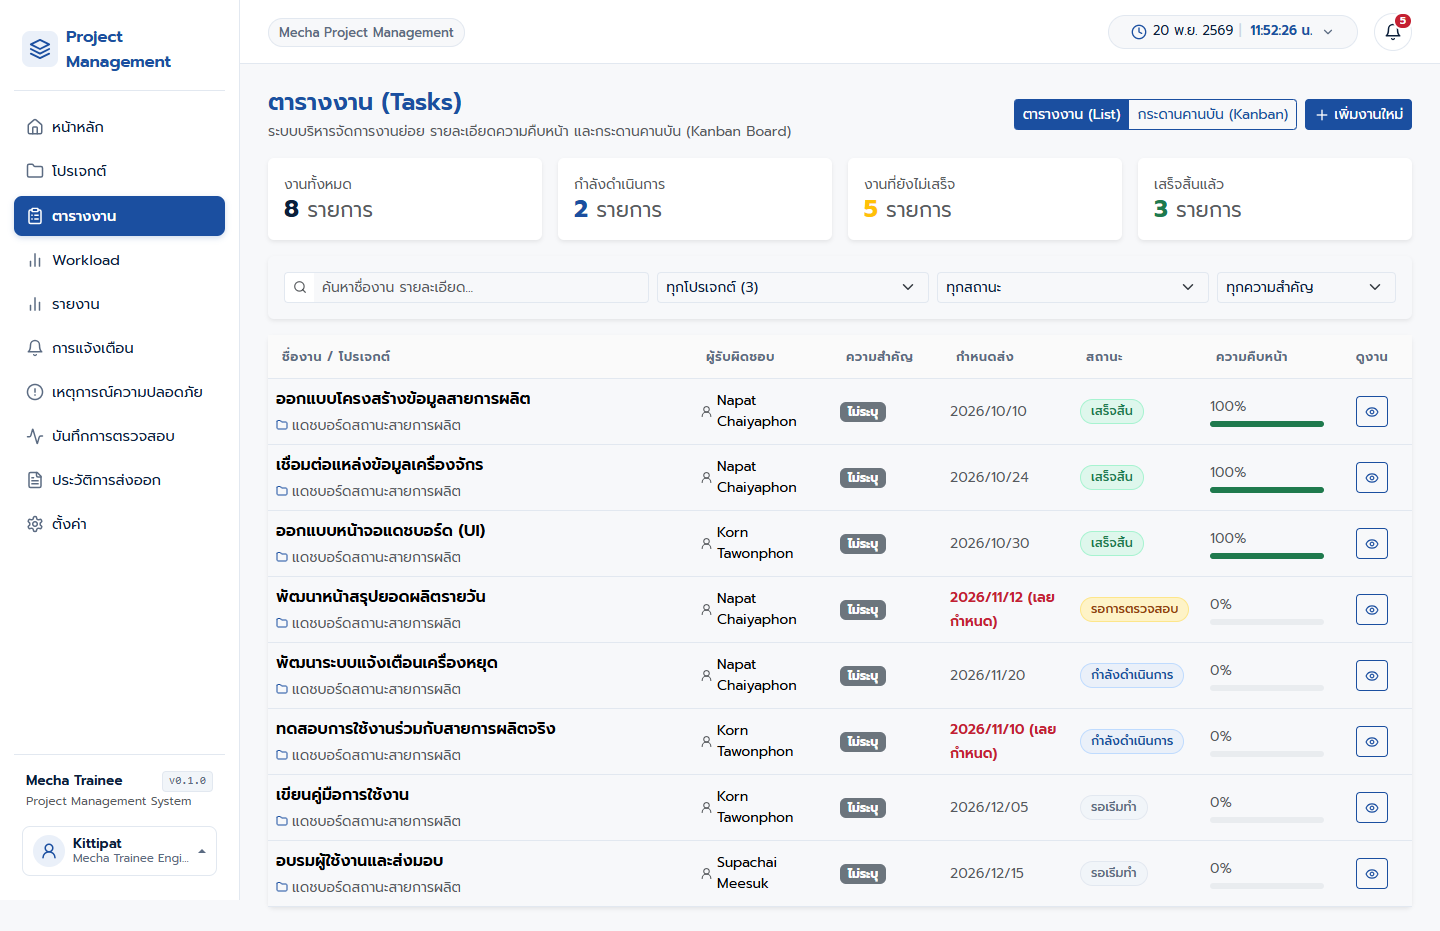 Project
Management
หน้าหลัก
โปรเจกต์
ตารางงาน
Workload
รายงาน
การแจ้งเตือน
เหตุการณ์ความปลอดภัย
บันทึกการตรวจสอบ
ประวัติการส่งออก
ตั้งค่า
Mecha Trainee v0.1.0
Project Management System
Kittipat
Mecha Trainee Engi...
Mecha Project Management
20 พ.ย. 2569 11:52:26 น.
5
ตารางงาน (Tasks)
ระบบบริหารจัดการงานย่อย รายละเอียดความคืบหน้า และกระดานคานบัน (Kanban Board)
ตารางงาน (List) กระดานคานบัน (Kanban) + เพิ่มงานใหม่
งานทั้งหมด
8 รายการ
กำลังดำเนินการ
2 รายการ
งานที่ยังไม่เสร็จ
5 รายการ
เสร็จสิ้นแล้ว
3 รายการ
ค้นหาชื่องาน รายละเอียด... ทุกโปรเจกต์ (3) ทุกสถานะ ทุกความสำคัญ
ชื่องาน / โปรเจกต์ ผู้รับผิดชอบ ความสำคัญ กำหนดส่ง สถานะ ความคืบหน้า ดูงาน
ออกแบบโครงสร้างข้อมูลสายการผลิต
แดชบอร์ดสถานะสายการผลิต
Napat
Chaiyaphon
ไม่ระบุ 2026/10/10 เสร็จสิ้น 100%
เชื่อมต่อแหล่งข้อมูลเครื่องจักร
แดชบอร์ดสถานะสายการผลิต
Napat
Chaiyaphon
ไม่ระบุ 2026/10/24 เสร็จสิ้น 100%
ออกแบบหน้าจอแดชบอร์ด (UI)
แดชบอร์ดสถานะสายการผลิต
Korn
Tawonphon
ไม่ระบุ 2026/10/30 เสร็จสิ้น 100%
พัฒนาหน้าสรุปยอดผลิตรายวัน
แดชบอร์ดสถานะสายการผลิต
Napat
Chaiyaphon
ไม่ระบุ
2026/11/12 (เลย
กำหนด)
รอการตรวจสอบ 0%
พัฒนาระบบแจ้งเตือนเครื่องหยุด
แดชบอร์ดสถานะสายการผลิต
Napat
Chaiyaphon
ไม่ระบุ 2026/11/20 กำลังดำเนินการ 0%
ทดสอบการใช้งานร่วมกับสายการผลิตจริง
แดชบอร์ดสถานะสายการผลิต
Korn
Tawonphon
ไม่ระบุ
2026/11/10 (เลย
กำหนด)
กำลังดำเนินการ 0%
เขียนคู่มือการใช้งาน
แดชบอร์ดสถานะสายการผลิต
Korn
Tawonphon
ไม่ระบุ 2026/12/05 รอเริ่มทำ 0%
อบรมผู้ใช้งานและส่งมอบ
แดชบอร์ดสถานะสายการผลิต
Supachai
Meesuk
ไม่ระบุ 2026/12/15 รอเริ่มทำ 0%